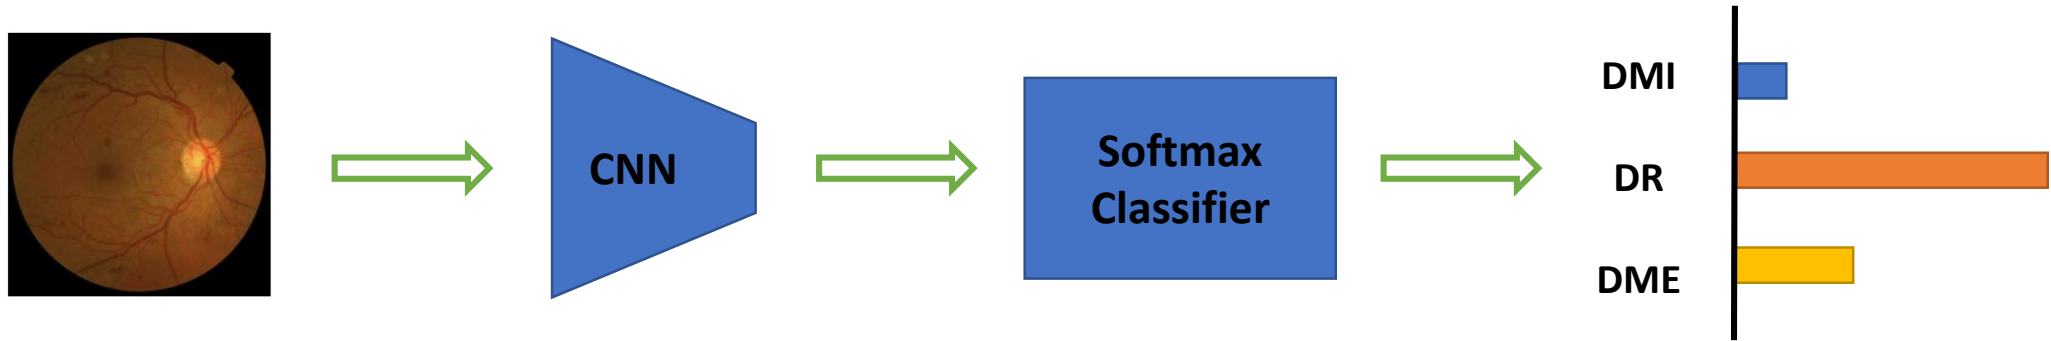 CNN
Softmax
Classifier
DMI
DR
DME